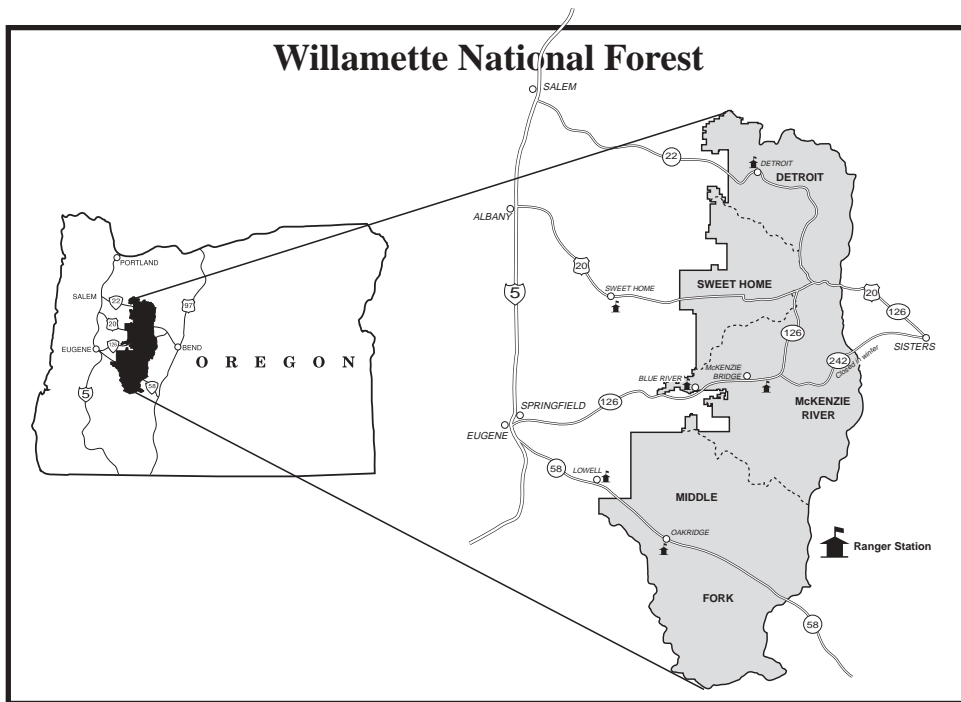 Willamette National Forest
SALEM
22
DETROIT
DETROIT
ALBANY
20
5
SWEET HOME
SWEET HOME
20
126
126
SISTERS
242
Closed in winter
McKENZIE
BRIDGE
BLUE RIVER
126
McKENZIE
RIVER
SPRINGFIELD
EUGENE
58
LOWELL
MIDDLE
OAKRIDGE
FORK
58
Ranger Station
PORTLAND
SALEM
22
97
20
126
EUGENE
BEND
OREGON
5
58